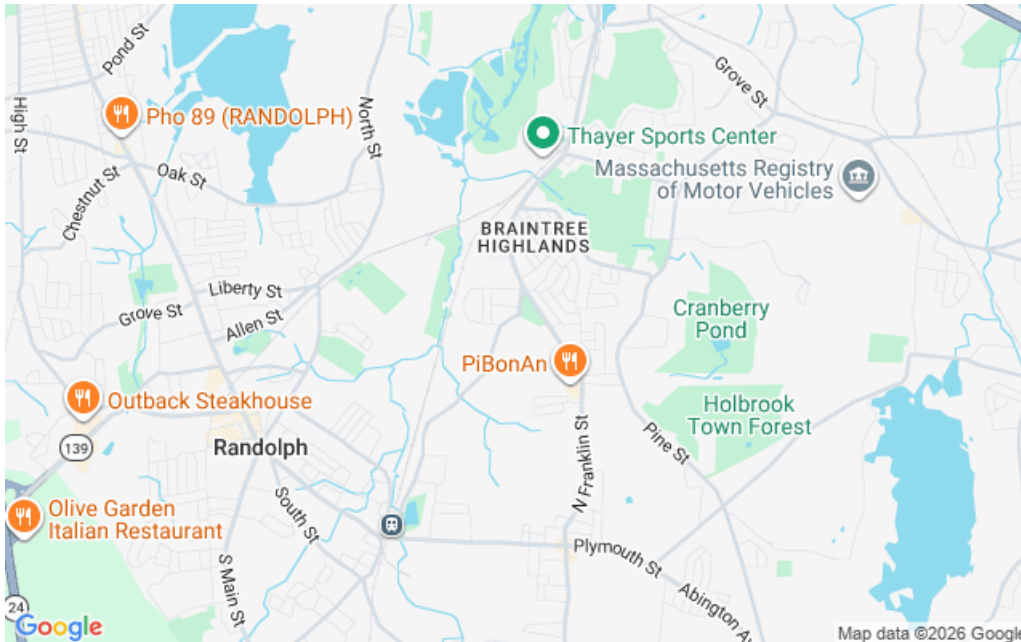 Pond St
High St
Pho 89 (RANDOLPH)
North St
Grove St
Thayer Sports Center
Massachusetts Registry
of Motor Vehicles
Oak St
Chestnut St
BRAINTREE
HIGHLANDS
Liberty St
Grove St
Allen St
Cranberry
Pond
PiBonAn
Outback Steakhouse
Holbrook
Town Forest
Randolph
139
N Franklin St
Pine St
Olive Garden
Italian Restaurant
South St
S Main St
Plymouth St
Abington Av
24
Google
Map data ©2026 Google